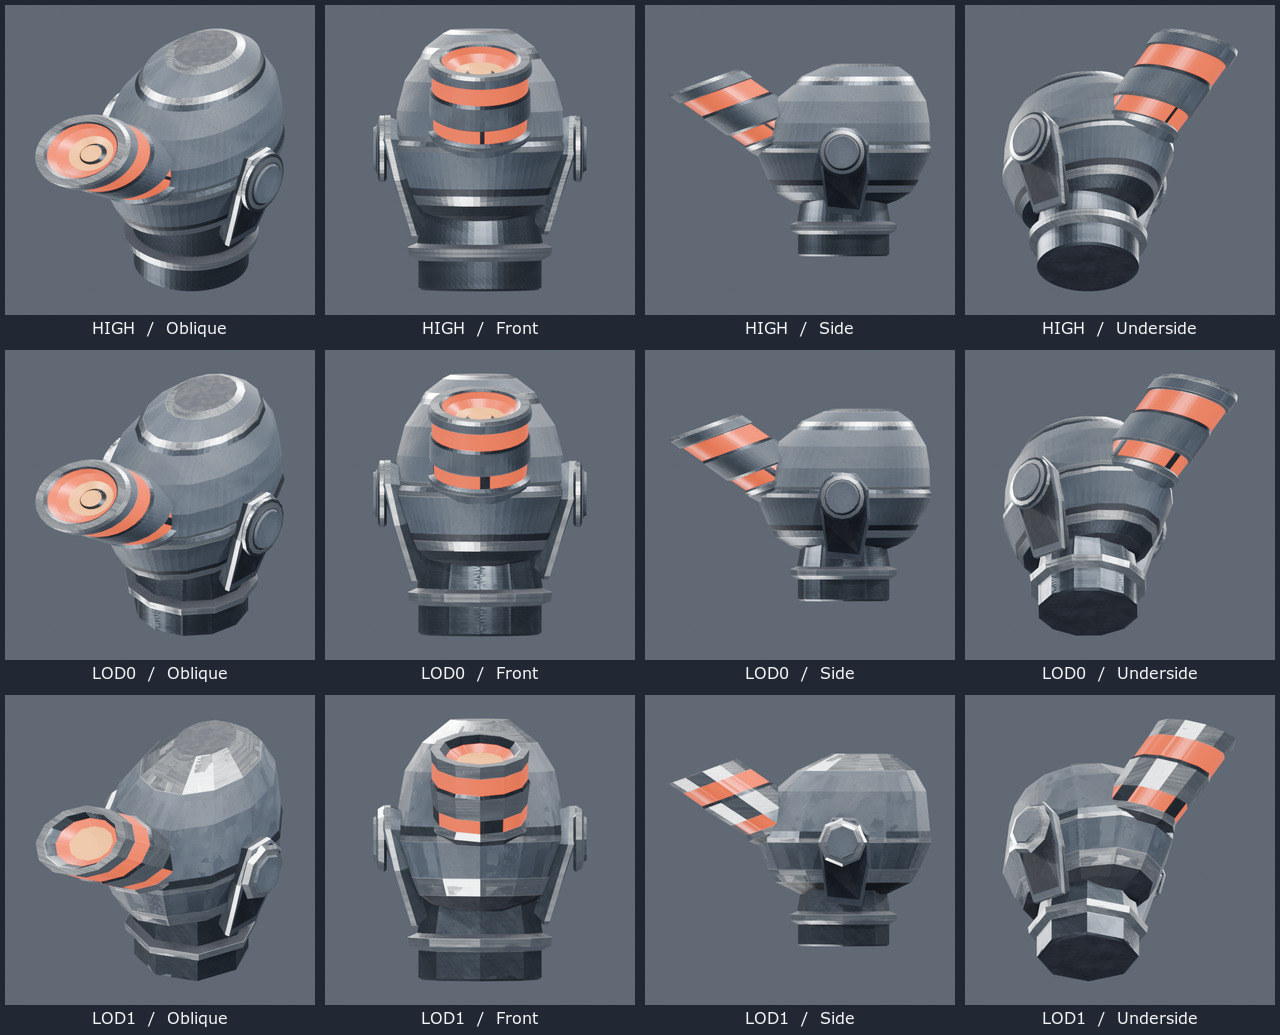 HIGH / Oblique
HIGH / Front
HIGH / Side
HIGH / Underside
LOD0 / Oblique
LOD0 / Front
LOD0 / Side
LOD0 / Underside
LOD1 / Oblique
LOD1 / Front
LOD1 / Side
LOD1 / Underside